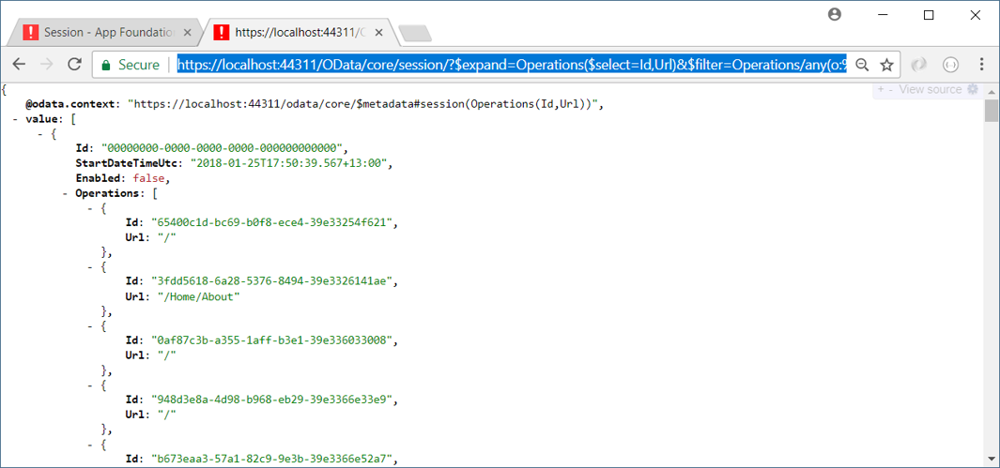 Session - App Foundation
https://localhost:44311/O
Secure
https://localhost:44311/OData/core/session/?$expand=Operations($select=Id,Url)&$filter=Operations/any(o:%
+ - View source
{
@odata.context: "https://localhost:44311/odata/core/$metadata#session(Operations(Id,Url))",
- value: [
- {
Id: "00000000-0000-0000-0000-000000000000",
StartDateTimeUtc: "2018-01-25T17:50:39.567+13:00",
Enabled: false,
- Operations: [
- {
Id: "65400c1d-bc69-b0f8-ece4-39e33254f621",
Url: "/"
},
- {
Id: "3fdd5618-6a28-5376-8494-39e3326141ae",
Url: "/Home/About"
},
- {
Id: "0af87c3b-a355-1aff-b3e1-39e336033008",
Url: "/"
},
- {
Id: "948d3e8a-4d98-b968-eb29-39e3366e33e9",
Url: "/"
},
- {
Id: "b673eaa3-57a1-82c9-9e3b-39e3366e52a7",